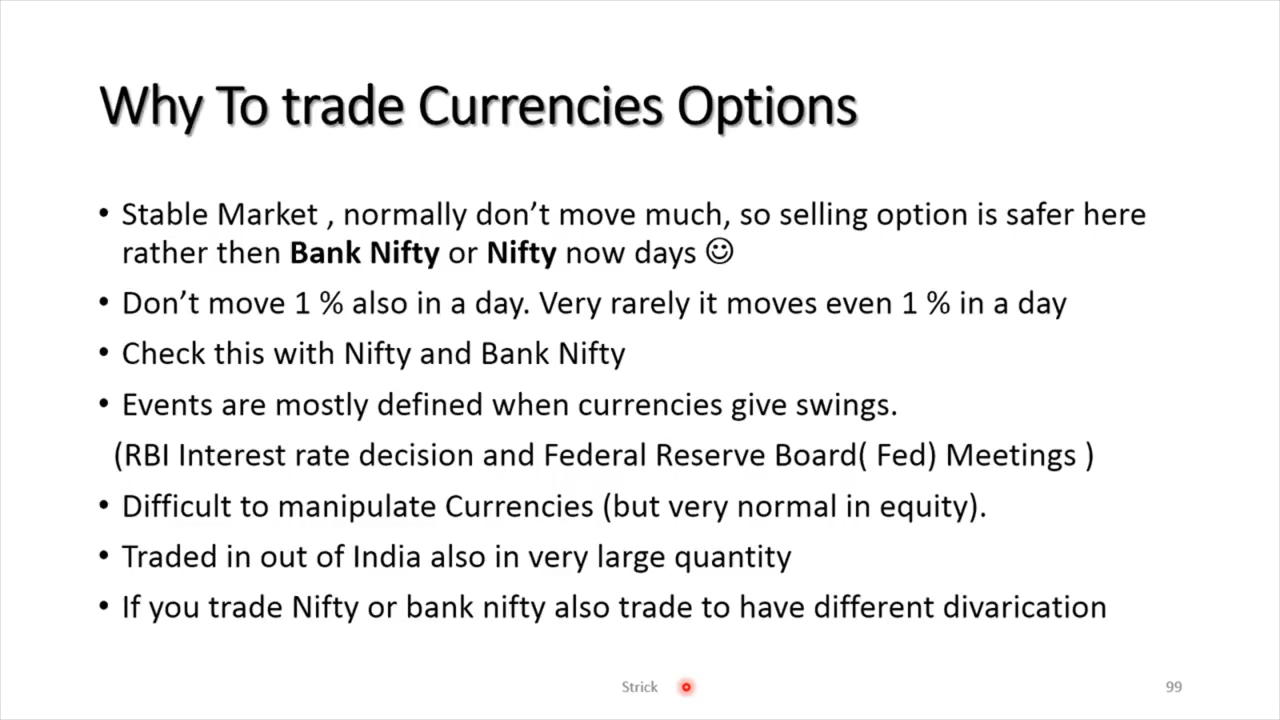 Why To trade Currencies Options
• Stable Market , normally don’t move much, so selling option is safer here
rather then Bank Nifty or Nifty now days ☺
• Don’t move 1 % also in a day. Very rarely it moves even 1 % in a day
• Check this with Nifty and Bank Nifty
• Events are mostly defined when currencies give swings.
(RBI Interest rate decision and Federal Reserve Board( Fed) Meetings )
• Difficult to manipulate Currencies (but very normal in equity).
• Traded in out of India also in very large quantity
• If you trade Nifty or bank nifty also trade to have different divarication
Strick
99